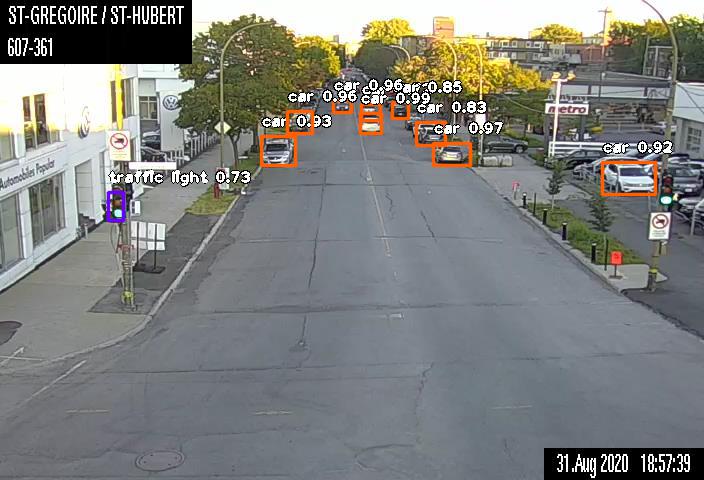 ST-GREGOIRE / ST-HUBERT
607-361
car 0.96
car 0.85
car 0.96
car 0.99
car 0.93
car 0.83
car 0.97
car 0.92
metro
Automobiles Popular
traffic light 0.73
31.Aug 2020 18:57:39